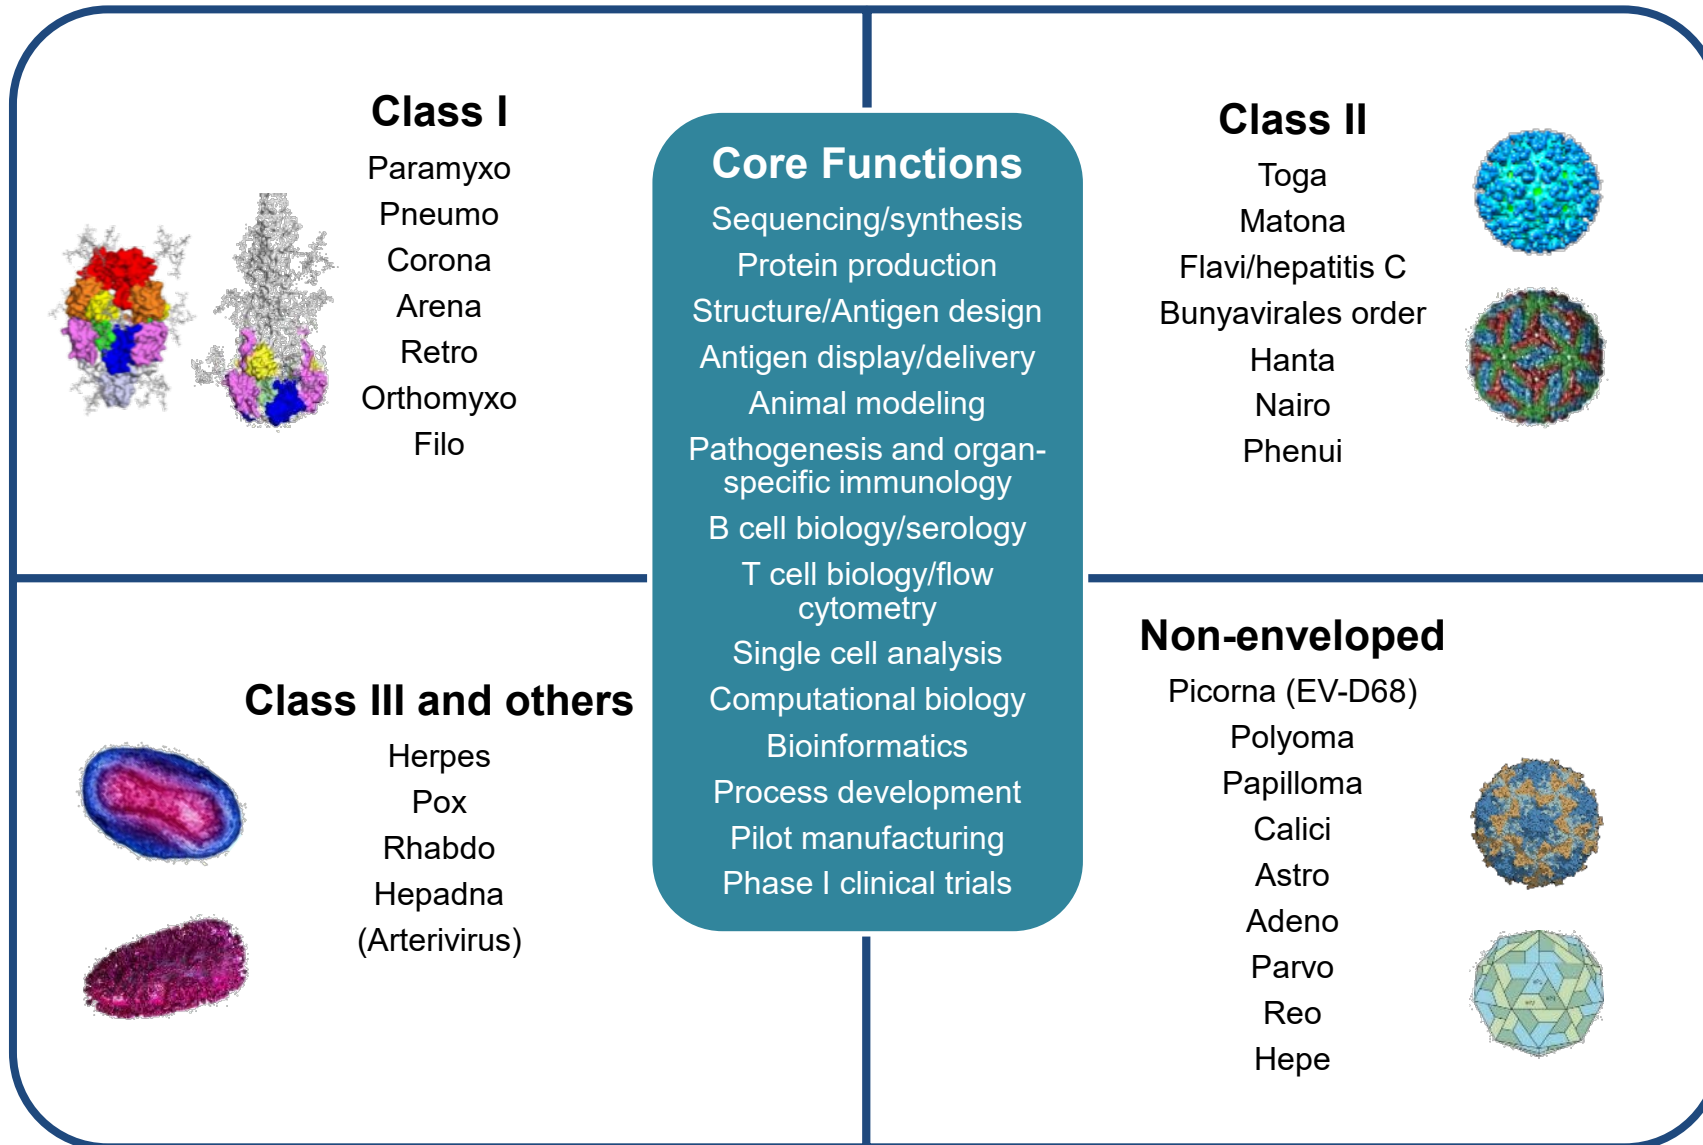 Class I
Paramyxo
Pneumo
Corona
Arena
Retro
Orthomyxo
Filo
Core Functions
Sequencing/synthesis
Protein production
Structure/Antigen design
Antigen display/delivery
Animal modeling
Pathogenesis and organ-
specific immunology
B cell biology/serology
T cell biology/flow
cytometry
Single cell analysis
Computational biology
Bioinformatics
Process development
Pilot manufacturing
Phase I clinical trials
Class II
Toga
Matona
Flavi/hepatitis C
Bunyavirales order
Hanta
Nairo
Phenui
Class III and others
Herpes
Pox
Rhabdo
Hepadna
(Arterivirus)
Non-enveloped
Picorna (EV-D68)
Polyoma
Papilloma
Calici
Astro
Adeno
Parvo
Reo
Hepe